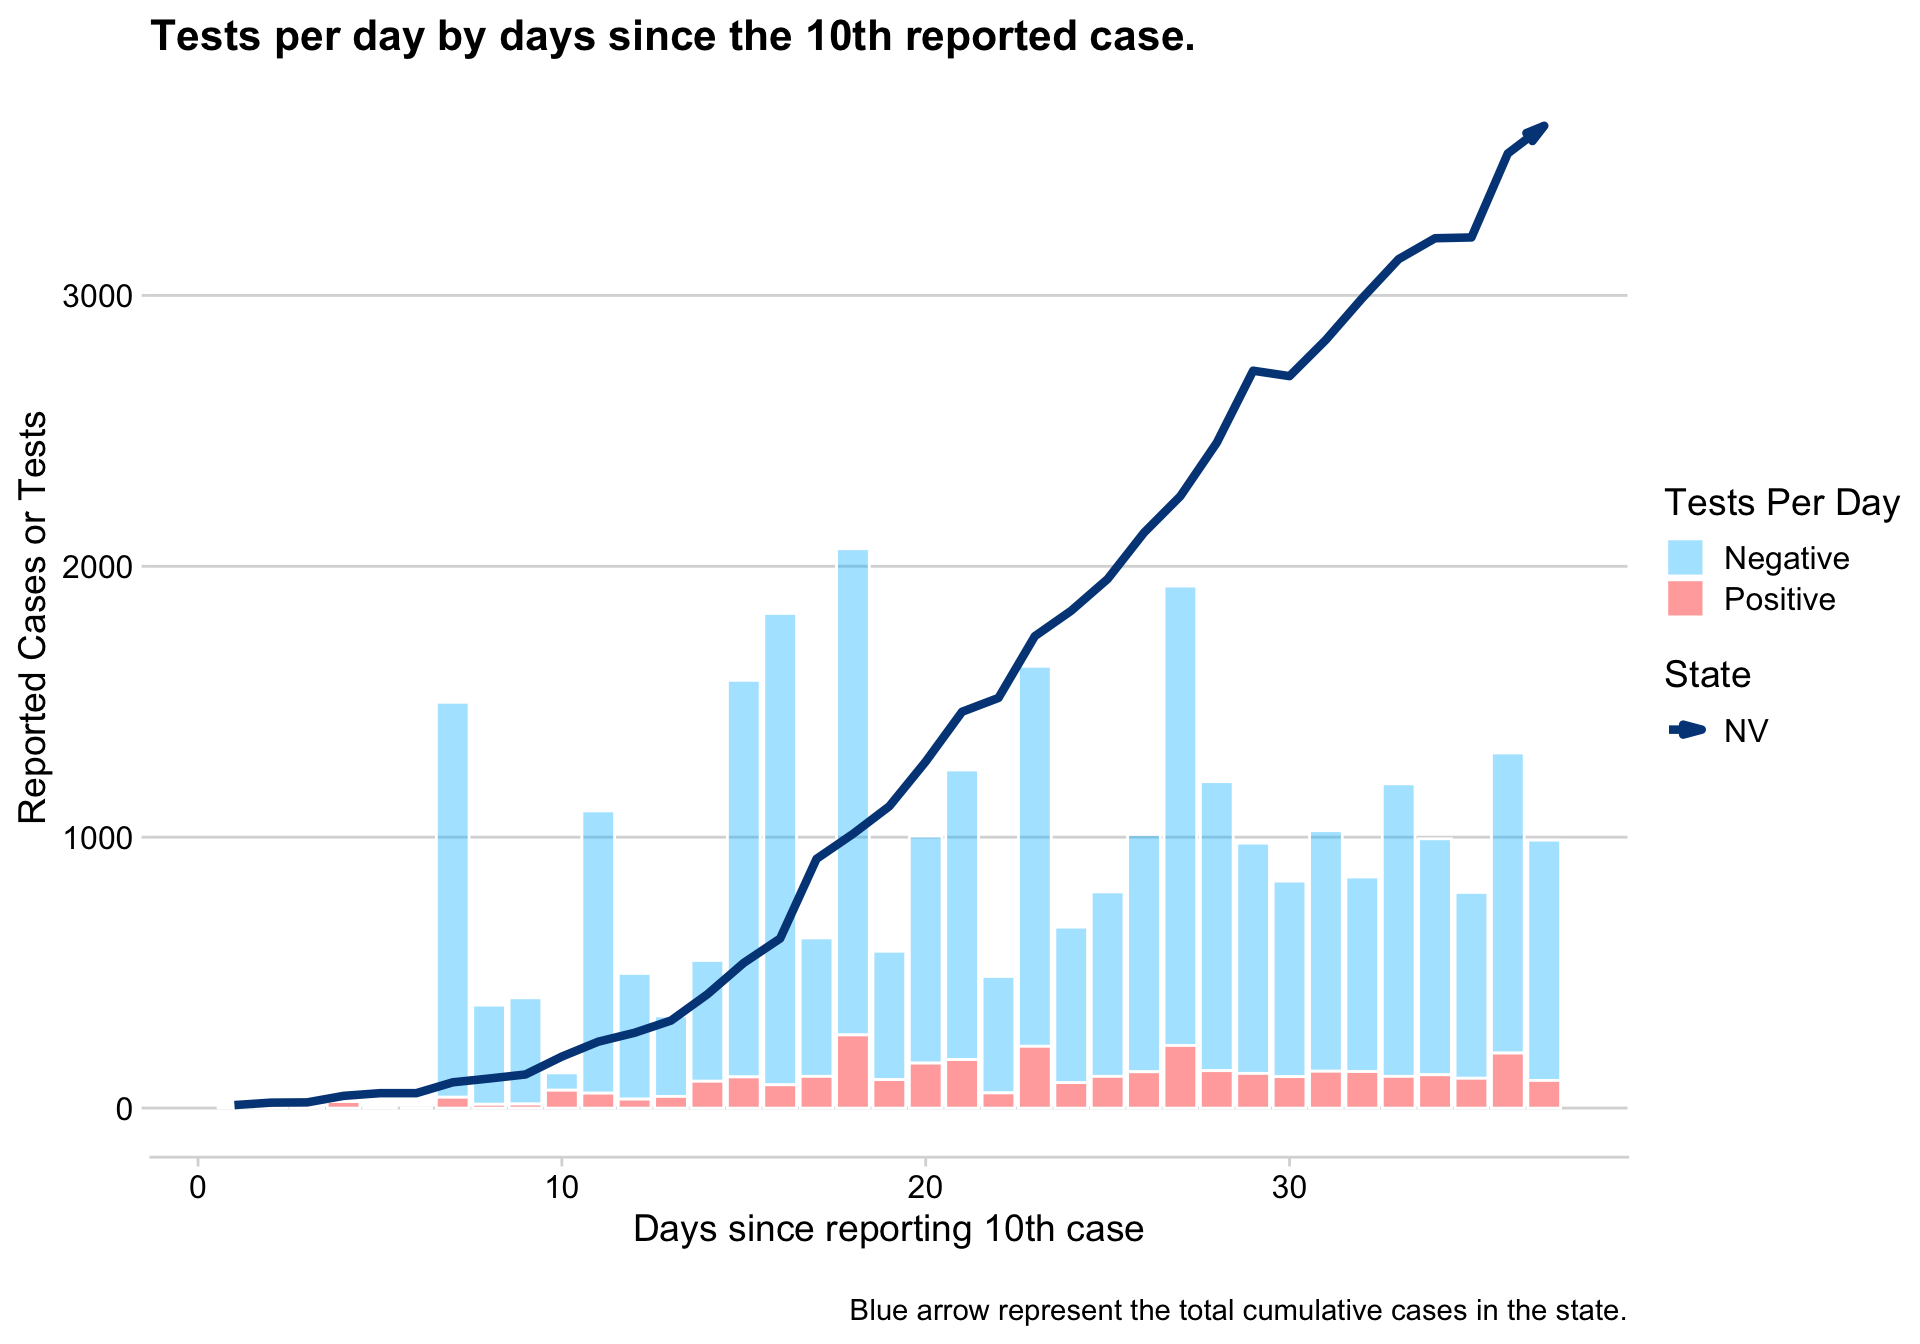 Tests per day by days since the 10th reported case.
Reported Cases or Tests
3000
2000
1000
0
0
10
20
30
Days since reporting 10th case
Tests Per Day
Negative
Positive
State
NV
Blue arrow represent the total cumulative cases in the state.